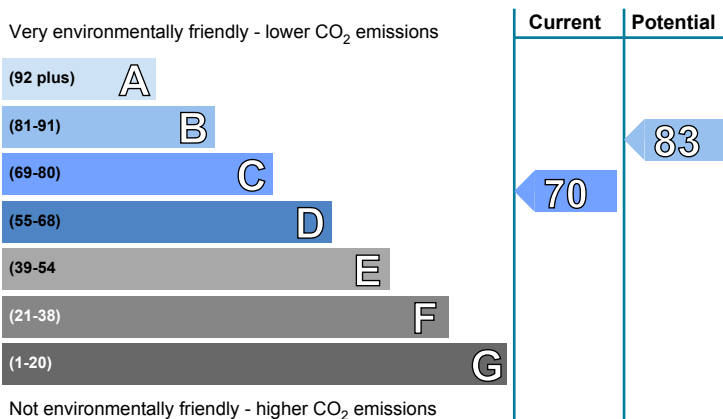 Very environmentally friendly - lower CO2 emissions
Current
Potential
(92 plus) A
(81-91) B
83
(69-80) C
70
(55-68) D
(39-54 E
(21-38) F
(1-20) G
Not environmentally friendly - higher CO2 emissions